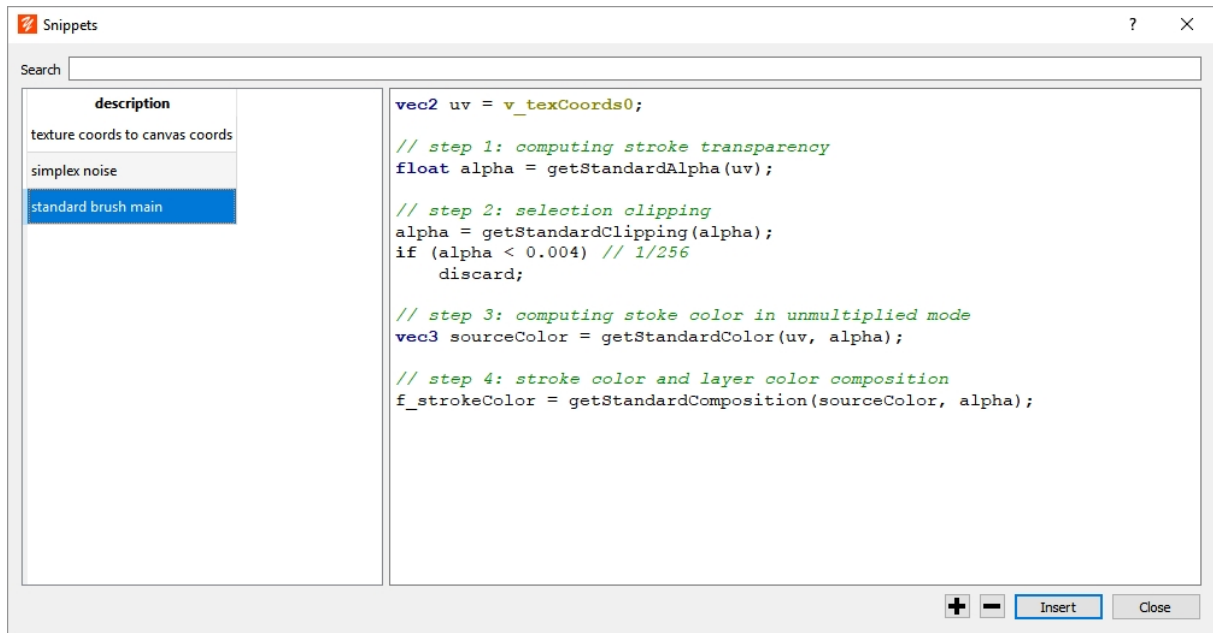 Snippets
?
Search
description
texture coords to canvas coords
simplex noise
standard brush main
vec2 uv = v_texCoords0;
// step 1: computing stroke transparency
float alpha = getStandardAlpha(uv);
// step 2: selection clipping
alpha = getStandardClipping(alpha);
if (alpha < 0.004) // 1/256
    discard;
// step 3: computing stoke color in unmultiplied mode
vec3 sourceColor = getStandardColor(uv, alpha);
// step 4: stroke color and layer color composition
f_strokeColor = getStandardComposition(sourceColor, alpha);
Insert
Close